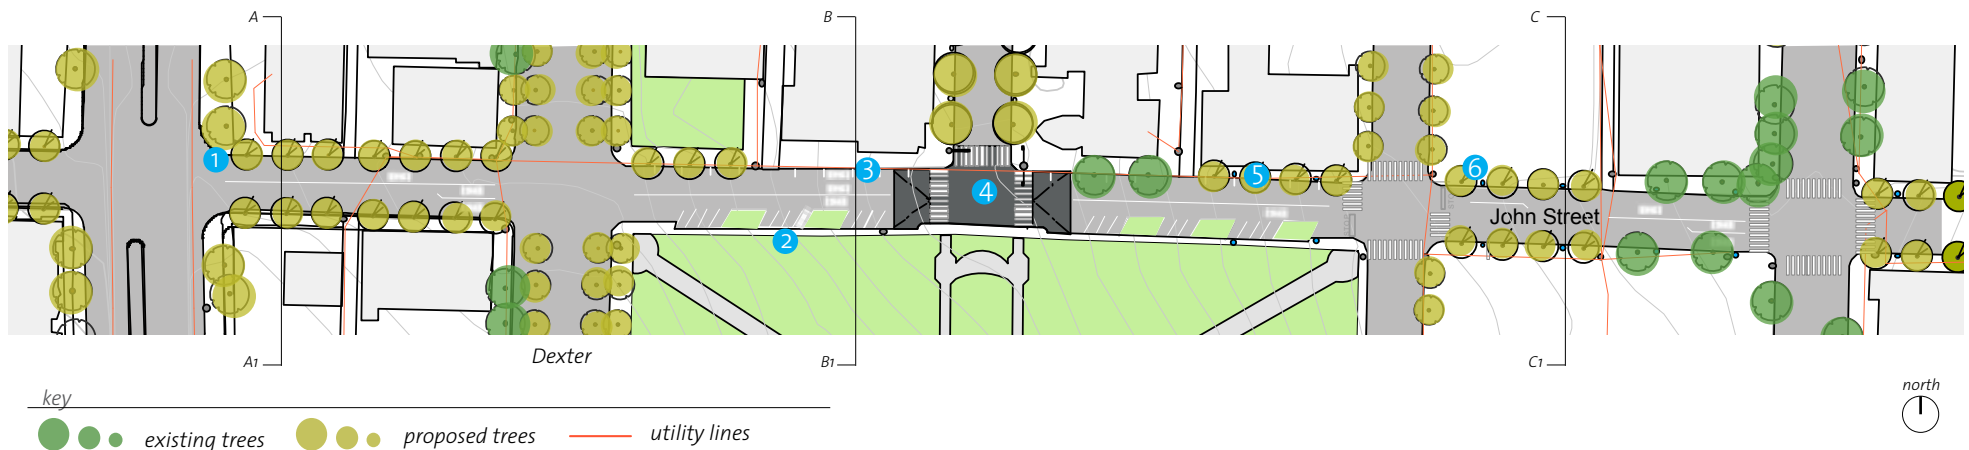 A B C
1
3
5
6
4
2
John Street
A1 B1 C1
Dexter
north
key
existing trees proposed trees utility lines